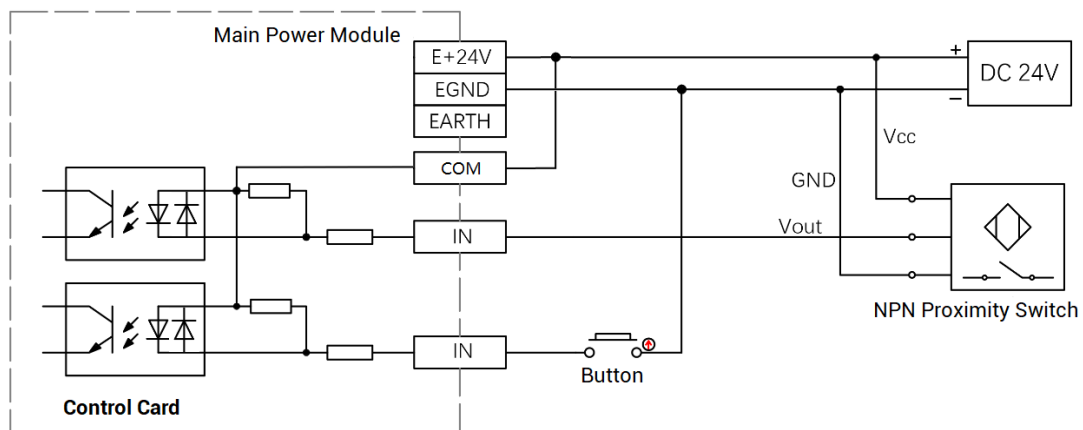 Main Power Module
E+24V
EGND
EARTH
COM
IN
IN
+
DC 24V
−
Vcc
GND
Vout
NPN Proximity Switch
Button
Control Card